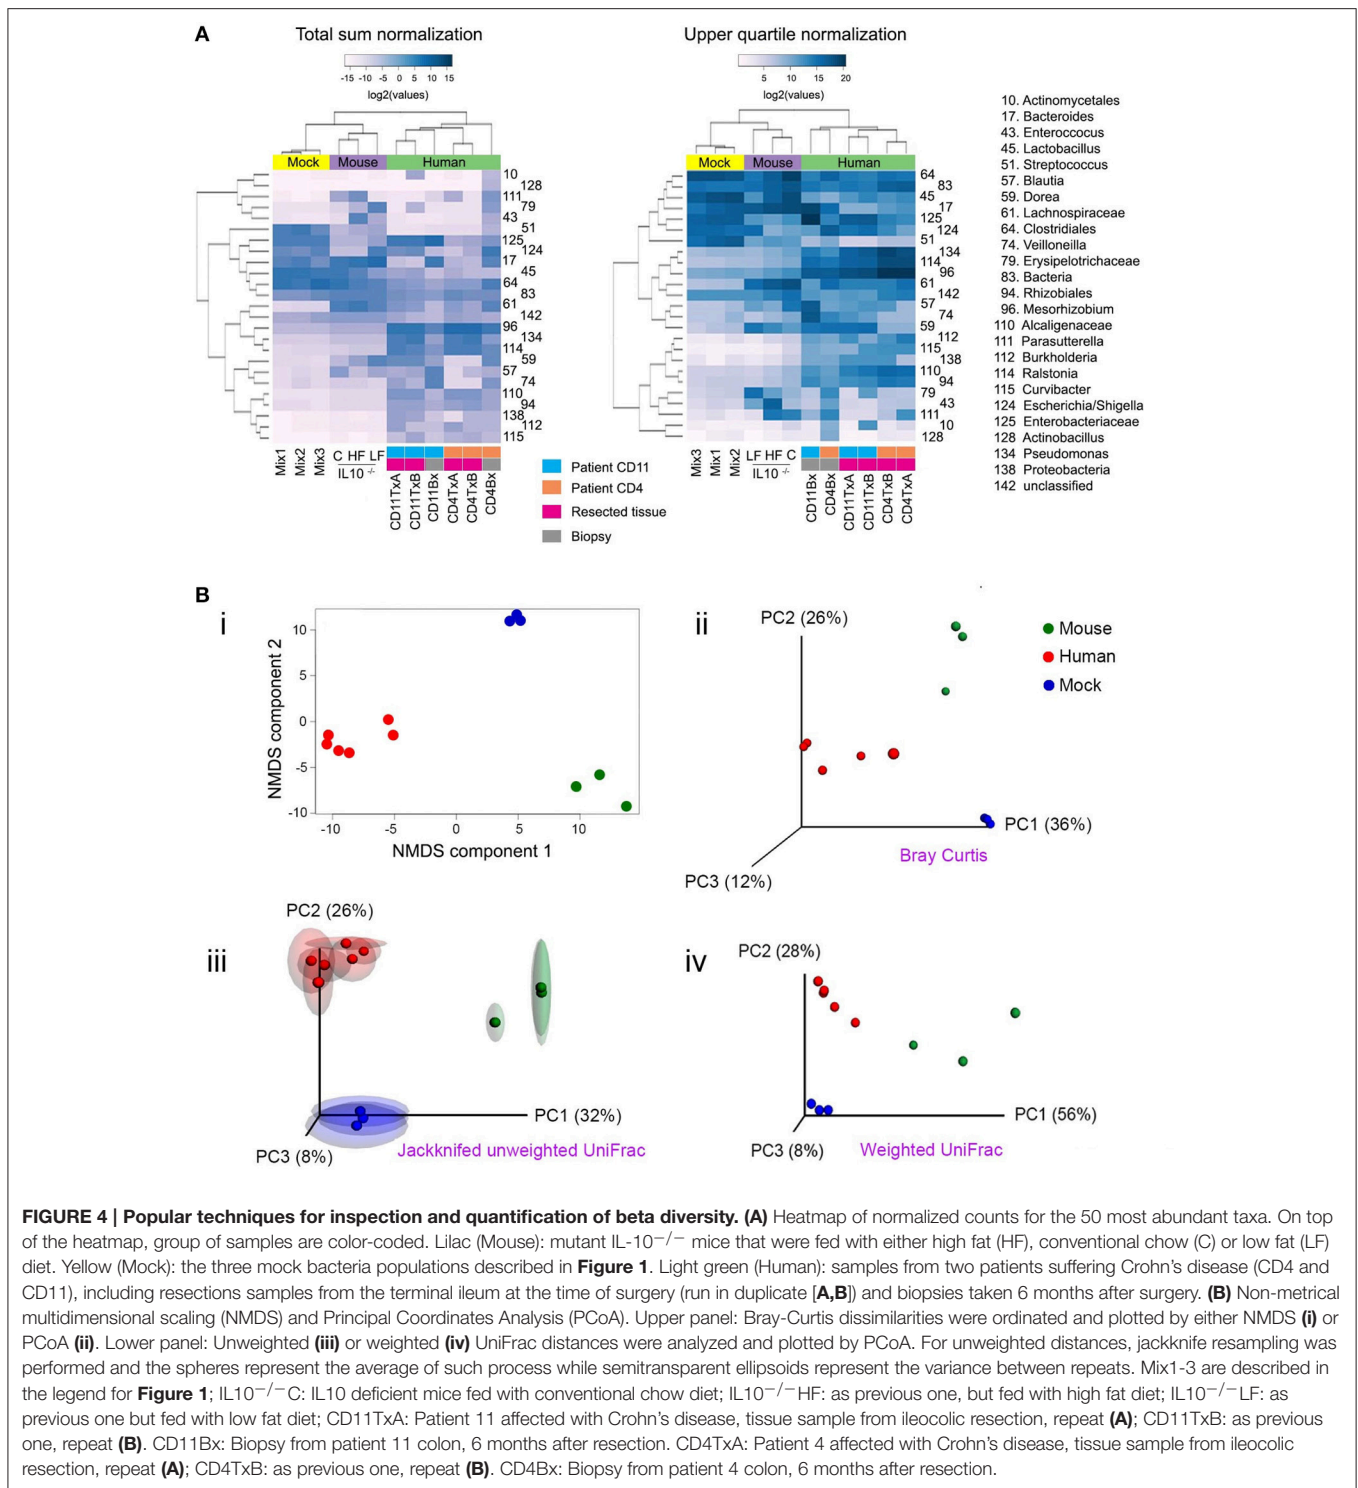 A
Total sum normalization
-15 -10 -5 0 5 10 15
log2(values)
Mock Mouse Human
10
128
111
79
43
51
125
124
17
45
64
83
61
142
96
134
114
59
57
74
110
94
138
112
115
Mix1
Mix2
Mix3
C HF LF
IL10 -/-
CD11TxA
CD11TxB
CD11Bx
CD4TxA
CD4TxB
CD4Bx
Upper quartile normalization
5 10 15 20
log2(values)
Mock Mouse Human
64
83
45
17
125
124
51
134
114
96
61
142
57
74
59
112
115
138
110
94
79
43
111
10
128
Mix3
Mix1
Mix2
LF HF C
IL10 -/-
CD11Bx
CD4Bx
CD11TxA
CD11TxB
CD4TxB
CD4TxA
Patient CD11
Patient CD4
Resected tissue
Biopsy
10. Actinomycetales
17. Bacteroides
43. Enteroccocus
45. Lactobacillus
51. Streptococcus
57. Blautia
59. Dorea
61. Lachnospiraceae
64. Clostridiales
74. Veilloneilla
79. Erysipelotrichaceae
83. Bacteria
94. Rhizobiales
96. Mesorhizobium
110 Alcaligenaceae
111 Parasutterella
112 Burkholderia
114 Ralstonia
115 Curvibacter
124 Escherichia/Shigella
125 Enterobacteriaceae
128 Actinobacillus
134 Pseudomonas
138 Proteobacteria
142 unclassified
B
i
NMDS component 2
10
5
0
-5
-10
-10 -5 0 5 10
NMDS component 1
ii
PC2 (26%)
PC1 (36%)
PC3 (12%)
Bray Curtis
Mouse
Human
Mock
iii
PC2 (26%)
PC1 (32%)
PC3 (8%)
Jackknifed unweighted UniFrac
iv
PC2 (28%)
PC1 (56%)
PC3 (8%)
Weighted UniFrac
FIGURE 4 | Popular techniques for inspection and quantification of beta diversity. (A) Heatmap of normalized counts for the 50 most abundant taxa. On top
of the heatmap, group of samples are color-coded. Lilac (Mouse): mutant IL-10−/− mice that were fed with either high fat (HF), conventional chow (C) or low fat (LF)
diet. Yellow (Mock): the three mock bacteria populations described in Figure 1. Light green (Human): samples from two patients suffering Crohn's disease (CD4 and
CD11), including resections samples from the terminal ileum at the time of surgery (run in duplicate [A,B]) and biopsies taken 6 months after surgery. (B) Non-metrical
multidimensional scaling (NMDS) and Principal Coordinates Analysis (PCoA). Upper panel: Bray-Curtis dissimilarities were ordinated and plotted by either NMDS (i) or
PCoA (ii). Lower panel: Unweighted (iii) or weighted (iv) UniFrac distances were analyzed and plotted by PCoA. For unweighted distances, jackknife resampling was
performed and the spheres represent the average of such process while semitransparent ellipsoids represent the variance between repeats. Mix1-3 are described in
the legend for Figure 1; IL10−/−C: IL10 deficient mice fed with conventional chow diet; IL10−/−HF: as previous one, but fed with high fat diet; IL10−/−LF: as
previous one but fed with low fat diet; CD11TxA: Patient 11 affected with Crohn's disease, tissue sample from ileocolic resection, repeat (A); CD11TxB: as previous
one, repeat (B). CD11Bx: Biopsy from patient 11 colon, 6 months after resection. CD4TxA: Patient 4 affected with Crohn's disease, tissue sample from ileocolic
resection, repeat (A); CD4TxB: as previous one, repeat (B). CD4Bx: Biopsy from patient 4 colon, 6 months after resection.